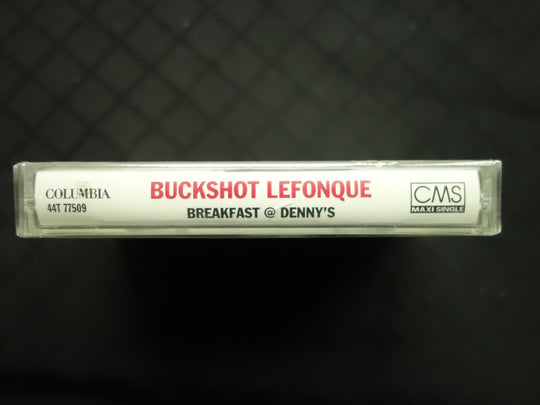 COLUMBIA
44T 77509
BUCKSHOT LEFONQUE
BREAKFAST @ DENNY'S
CMS
MAXI SINGLE